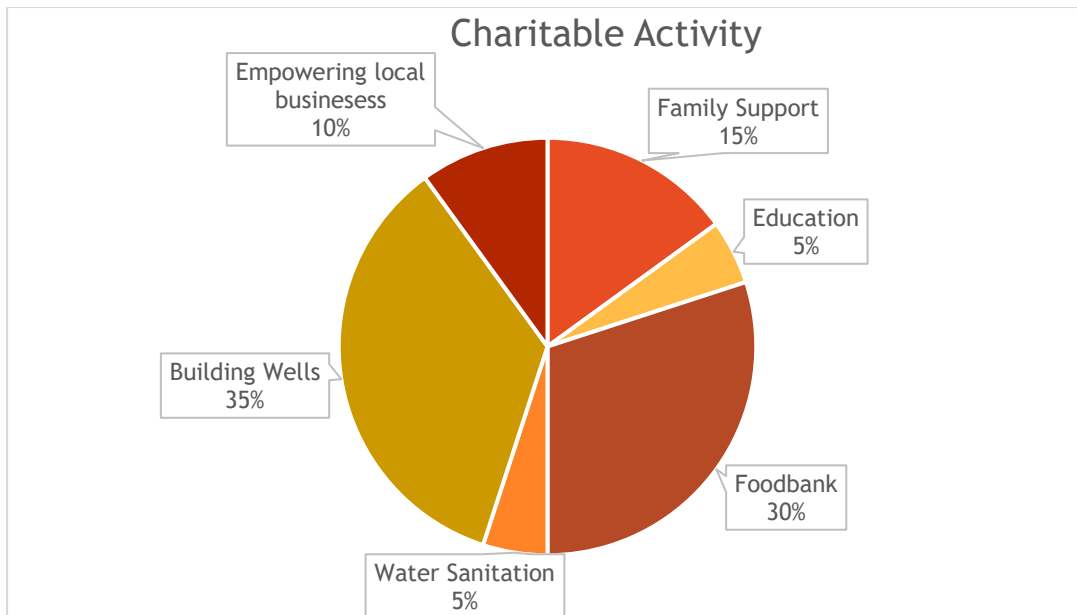 Charitable Activity
Empowering local
businesess
10%
Family Support
15%
Education
5%
Building Wells
35%
Foodbank
30%
Water Sanitation
5%